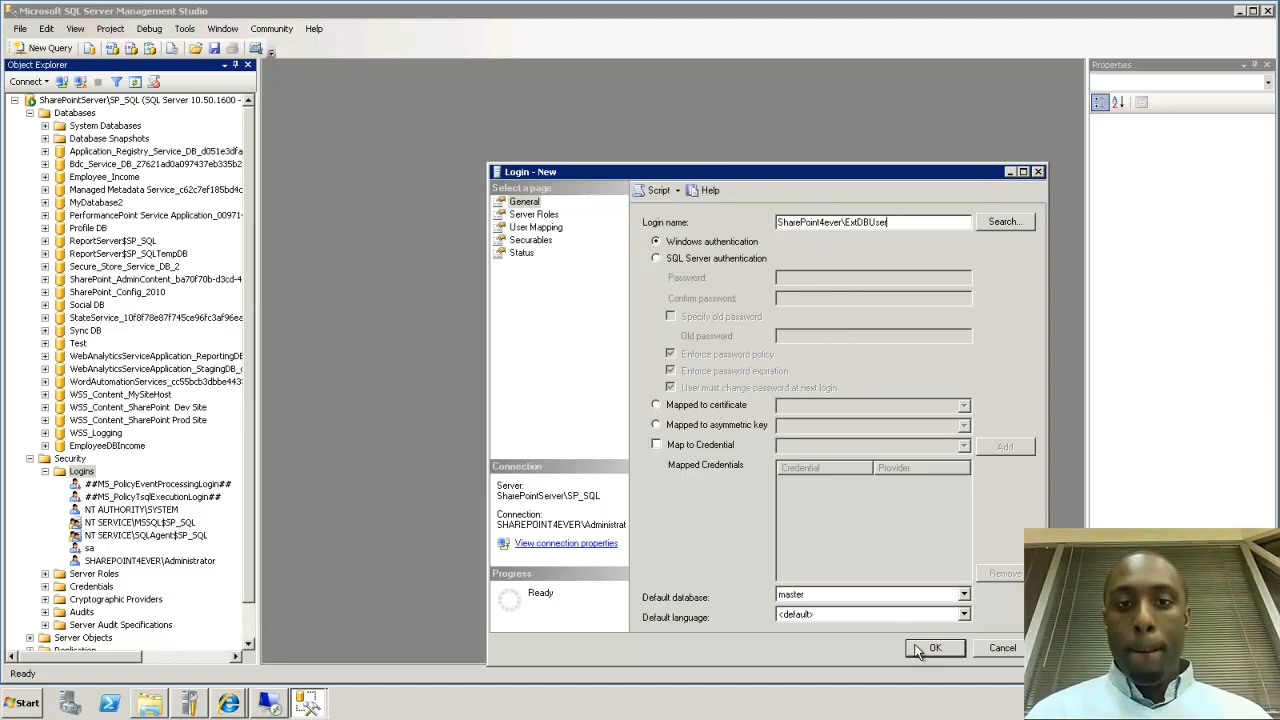 Microsoft SQL Server Management Studio
File Edit View Project Debug Tools Window Community Help
New Query
Object Explorer
Connect
SharePointServer\SP_SQL (SQL Server 10.50.1600 -
Databases
System Databases
Database Snapshots
Application_Registry_Service_DB_d051e3dfa
Bdc_Service_DB_27621ad0a097437eb335b2
Employee_Income
Managed Metadata Service_c62c7ef185bd4c
MyDatabase2
PerformancePoint Service Application_00971
Profile DB
ReportServer$SP_SQL
ReportServer$SP_SQLTempDB
Secure_Store_Service_DB_2
SharePoint_AdminContent_ba70f70b-d3cd-4
SharePoint_Config_2010
Social DB
StateService_10f8f78e87f745ce96fc3af96ea
Sync DB
Test
WebAnalyticsServiceApplication_ReportingDB
WebAnalyticsServiceApplication_StagingDB_
WordAutomationServices_cc55bcb3dbbe443
WSS_Content_MySiteHost
WSS_Content_SharePoint Dev Site
WSS_Content_SharePoint Prod Site
WSS_Logging
EmployeeDBIncome
Security
Logins
##MS_PolicyEventProcessingLogin##
##MS_PolicyTsqlExecutionLogin##
NT AUTHORITY\SYSTEM
NT SERVICE\MSSQL$SP_SQL
NT SERVICE\SQLAgent$SP_SQL
sa
SHAREPOINT4EVER\Administrator
Server Roles
Credentials
Cryptographic Providers
Audits
Server Audit Specifications
Server Objects
Replication
Ready
Start
Login - New
Select a page
General
Server Roles
User Mapping
Securables
Status
Connection
Server:
SharePointServer\SP_SQL
Connection:
SHAREPOINT4EVER\Administrat
View connection properties
Progress
Ready
Script Help
Login name: SharePoint4ever\ExtDBUser Search...
Windows authentication
SQL Server authentication
Password:
Confirm password:
Specify old password
Old password:
Enforce password policy
Enforce password expiration
User must change password at next login
Mapped to certificate
Mapped to asymmetric key
Map to Credential Add
Mapped Credentials Credential Provider
Remove
Default database: master
Default language: <default>
OK Cancel
Properties